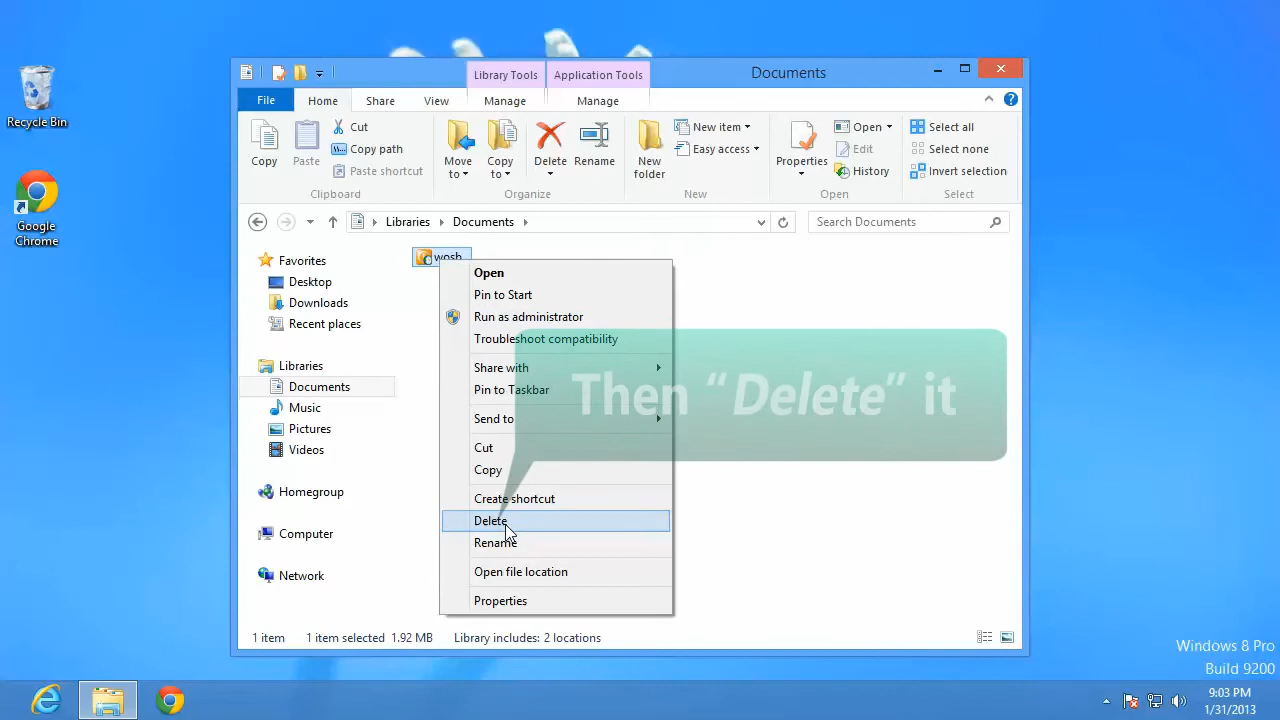 Recycle Bin
Google
Chrome
Library Tools
Application Tools
Documents
File
Home
Share
View
Manage
Manage
Copy
Paste
Cut
Copy path
Paste shortcut
Clipboard
Move
to
Copy
to
Delete
Rename
Organize
New
folder
New item
Easy access
New
Properties
Open
Edit
History
Open
Select all
Select none
Invert selection
Select
Libraries
Documents
Search Documents
Favorites
Desktop
Downloads
Recent places
Libraries
Documents
Music
Pictures
Videos
Homegroup
Computer
Network
wosb
Open
Pin to Start
Run as administrator
Troubleshoot compatibility
Share with
Pin to Taskbar
Send to
Cut
Copy
Create shortcut
Delete
Rename
Open file location
Properties
Then “Delete” it
1 item
1 item selected 1.92 MB
Library includes: 2 locations
Windows 8 Pro
Build 9200
9:03 PM
1/31/2013